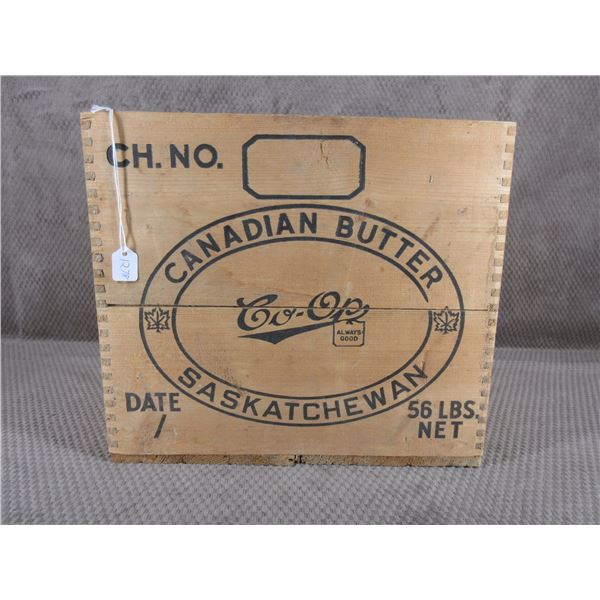 CH. NO.
CANADIAN BUTTER
Co-Op
ALWAYS
GOOD
SASKATCHEWAN
DATE
/
56 LBS.
NET